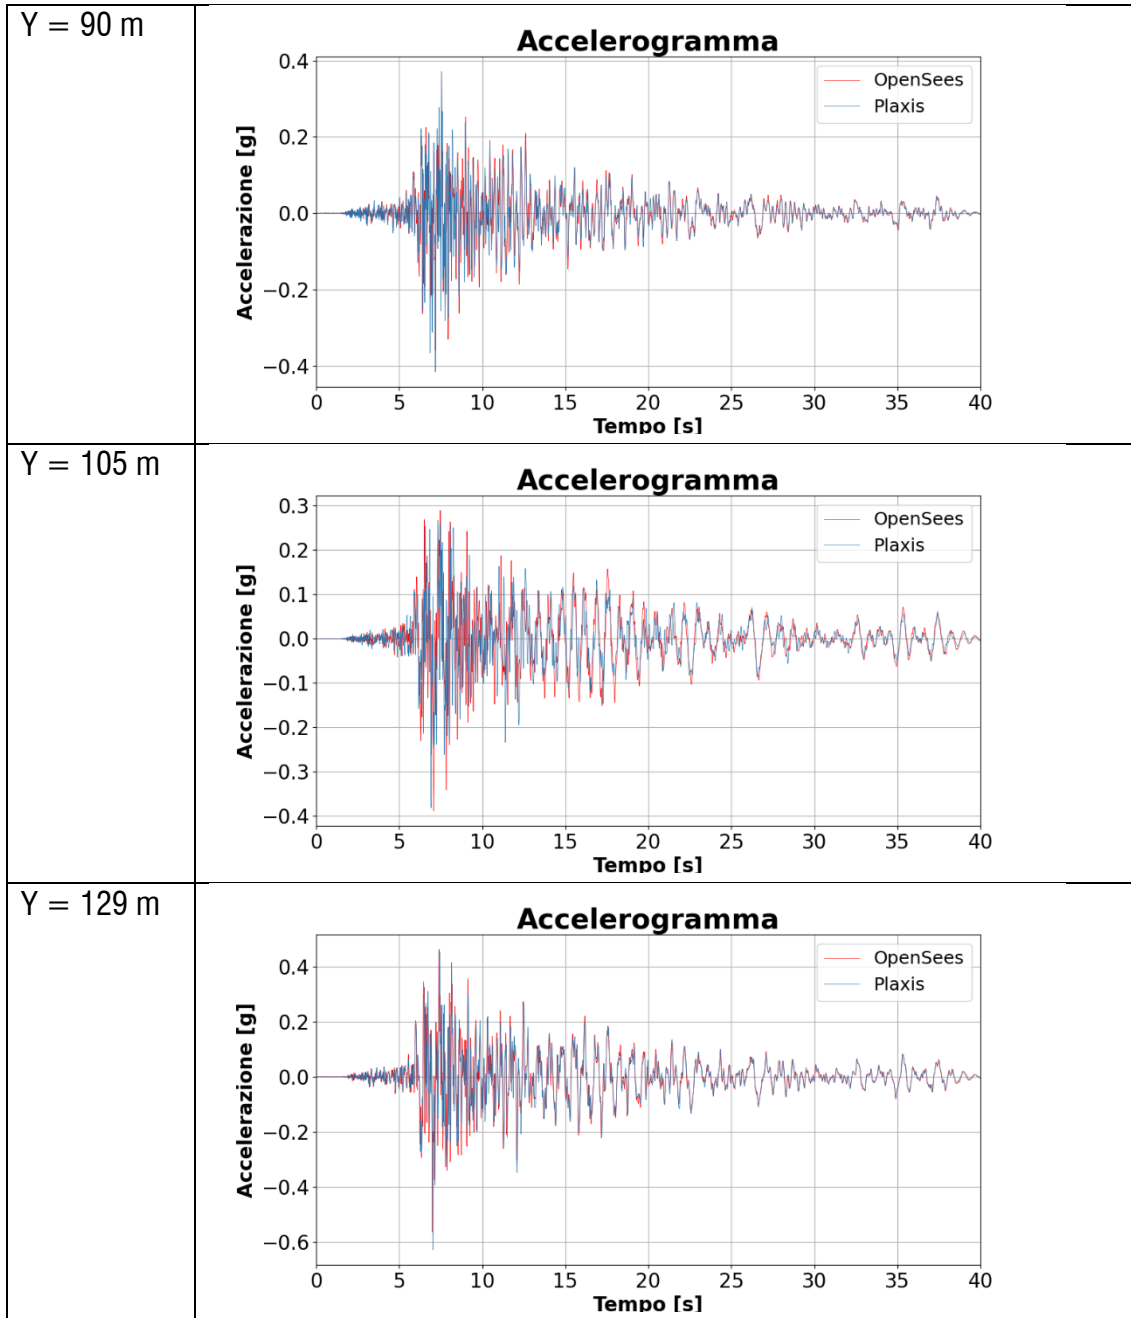 Y = 90 m
Accelerogramma
OpenSees
Plaxis
Accelerazione [g]
0.4
0.2
0.0
−0.2
−0.4
0 5 10 15 20 25 30 35 40
Tempo [s]
Y = 105 m
Accelerogramma
OpenSees
Plaxis
Accelerazione [g]
0.3
0.2
0.1
0.0
−0.1
−0.2
−0.3
−0.4
0 5 10 15 20 25 30 35 40
Tempo [s]
Y = 129 m
Accelerogramma
OpenSees
Plaxis
Accelerazione [g]
0.4
0.2
0.0
−0.2
−0.4
−0.6
0 5 10 15 20 25 30 35 40
Tempo [s]